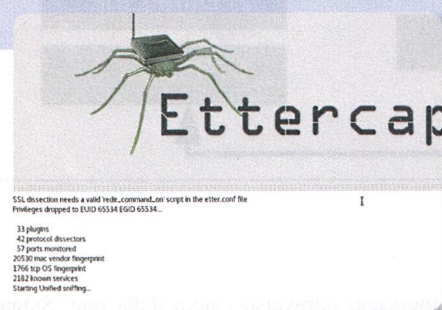 Ettercap
SSL dissection needs a valid 'redir_command_on' script in the etter.conf file
Privileges dropped to EUID 65534 EGID 65534...
33 plugins
42 protocol dissectors
57 ports monitored
20530 mac vendor fingerprint
1766 tcp OS fingerprint
2182 known services
Starting Unified sniffing...